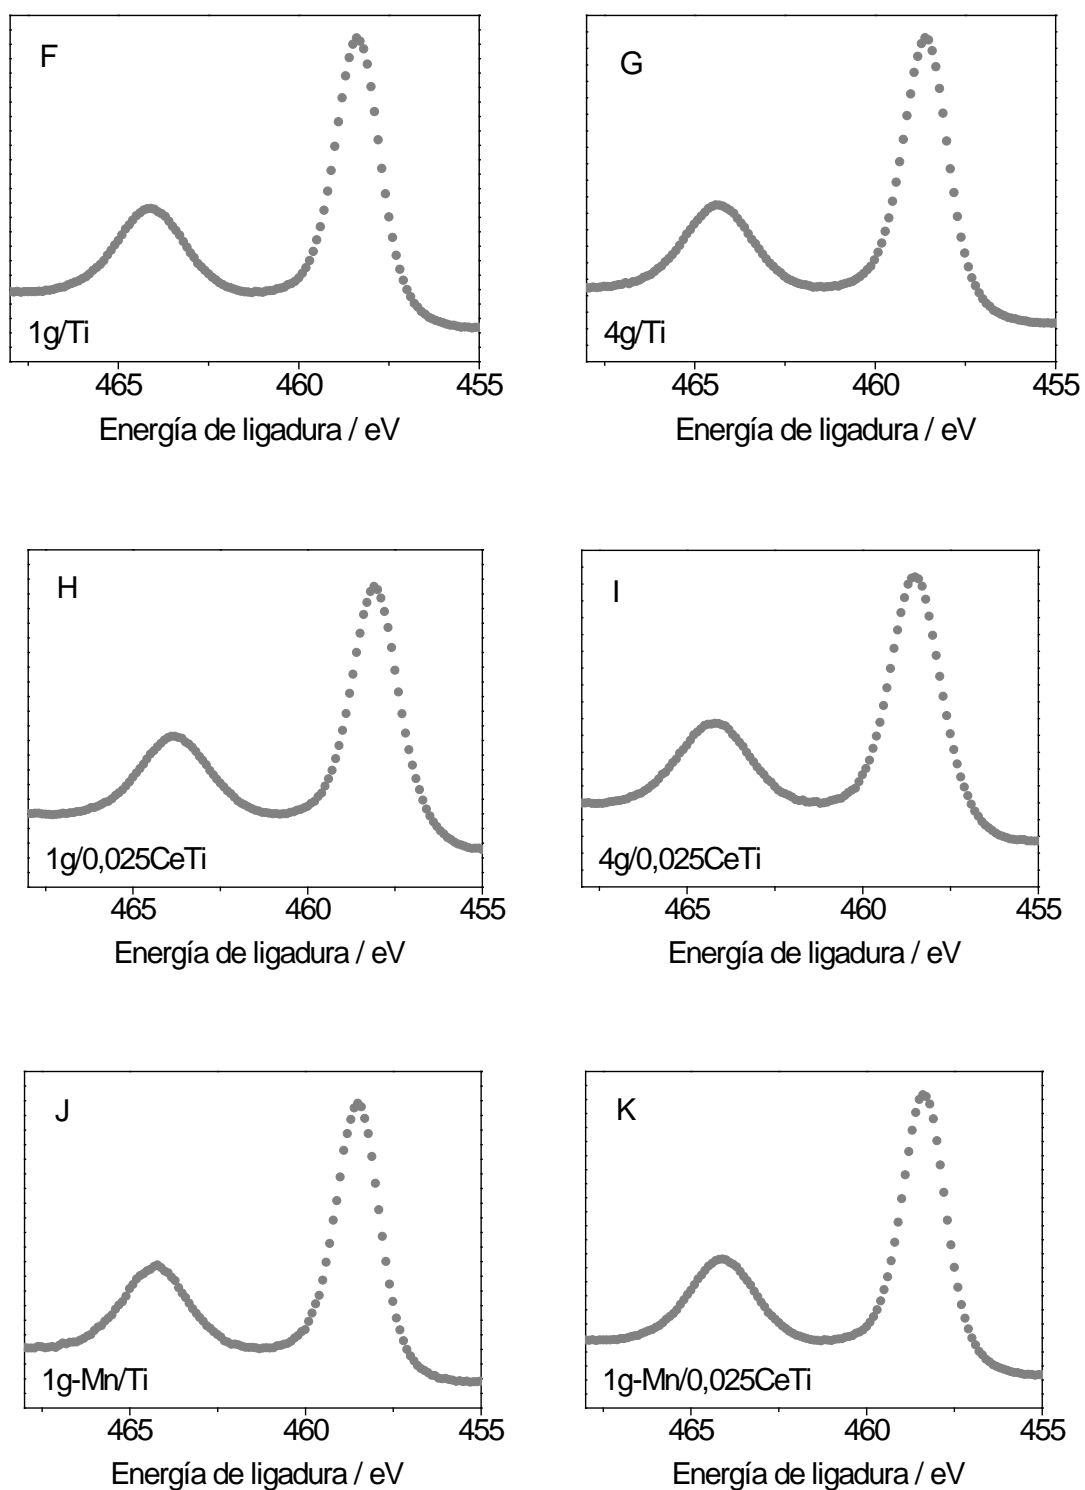 F
1g/Ti
465 460 455
Energía de ligadura / eV
G
4g/Ti
465 460 455
Energía de ligadura / eV
H
1g/0,025CeTi
465 460 455
Energía de ligadura / eV
I
4g/0,025CeTi
465 460 455
Energía de ligadura / eV
J
1g-Mn/Ti
465 460 455
Energía de ligadura / eV
K
1g-Mn/0,025CeTi
465 460 455
Energía de ligadura / eV